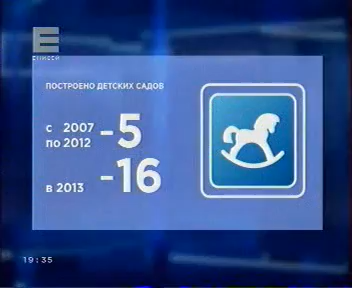 Е
ЕНИСЕЙ
ПОСТРОЕНО ДЕТСКИХ САДОВ
с 2007
по 2012 -5
в 2013 -16
19:35